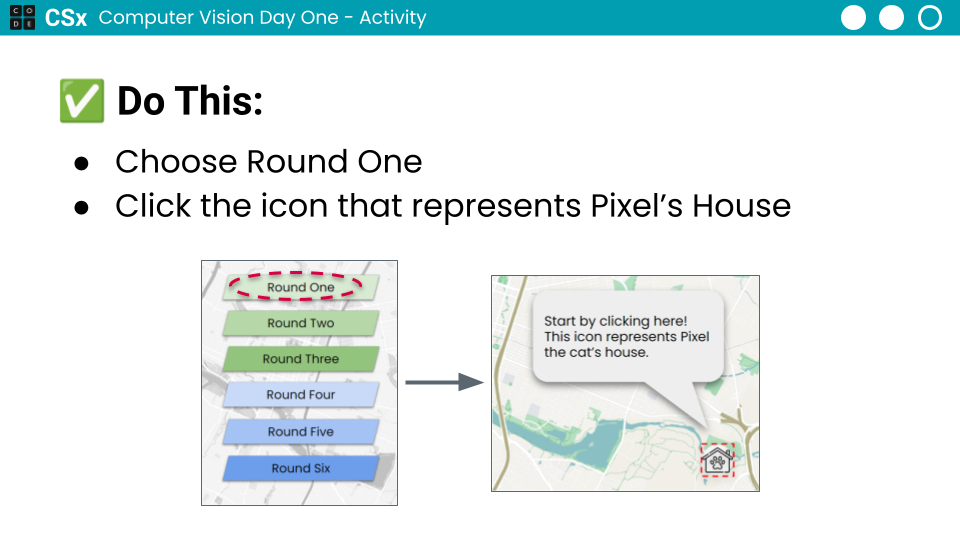 CODE CSx Computer Vision Day One - Activity
✅ Do This:
● Choose Round One
● Click the icon that represents Pixel’s House
Round One
Round Two
Round Three
Round Four
Round Five
Round Six
Start by clicking here!
This icon represents Pixel
the cat’s house.